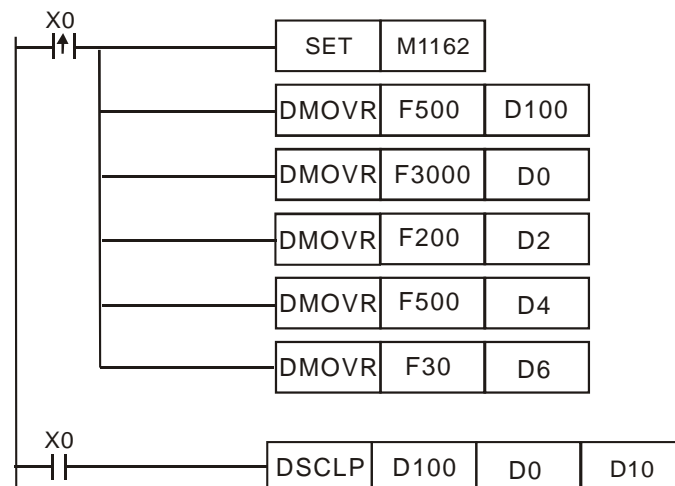 X0
SET M1162
DMOVR F500 D100
DMOVR F3000 D0
DMOVR F200 D2
DMOVR F500 D4
DMOVR F30 D6
X0
DSCLP D100 D0 D10